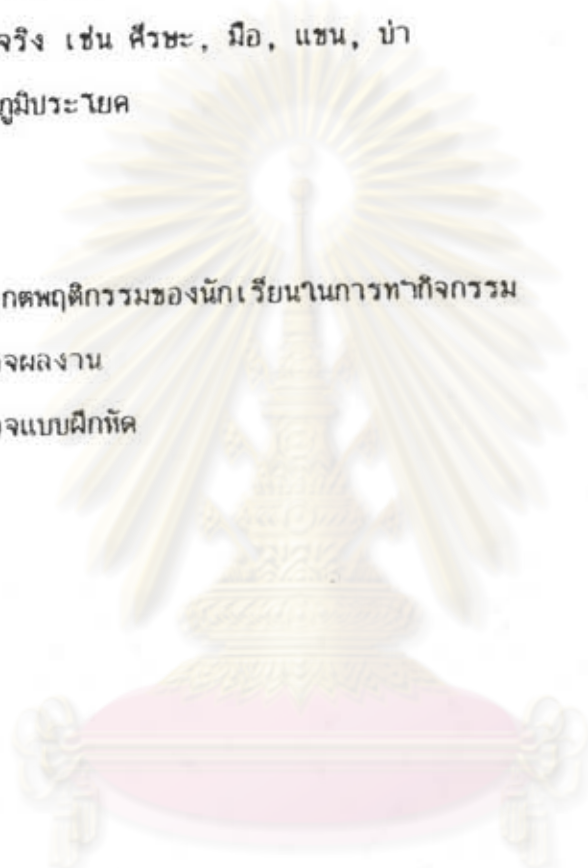 จริง เช่น ศีรษะ, มือ, แขน, บ่า
ภูมิประโยค
กตพฤติกรรมของนักเรียนในการทำกิจกรรม
จผลงาน
จแบบฝึกหัด